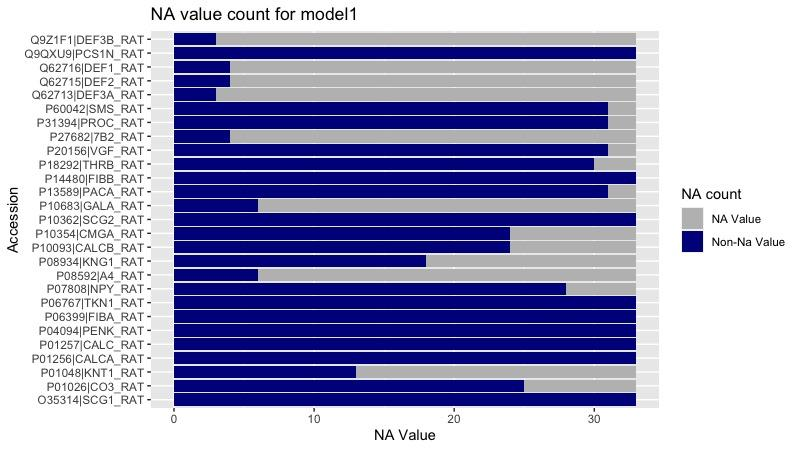 NA value count for model1
Q9Z1F1|DEF3B_RAT
Q9QXU9|PCS1N_RAT
Q62716|DEF1_RAT
Q62715|DEF2_RAT
Q62713|DEF3A_RAT
P60042|SMS_RAT
P31394|PROC_RAT
P27682|7B2_RAT
P20156|VGF_RAT
P18292|THRB_RAT
P14480|FIBB_RAT
P13589|PACA_RAT
P10683|GALA_RAT
P10362|SCG2_RAT
P10354|CMGA_RAT
P10093|CALCB_RAT
P08934|KNG1_RAT
P08592|A4_RAT
P07808|NPY_RAT
P06767|TKN1_RAT
P06399|FIBA_RAT
P04094|PENK_RAT
P01257|CALC_RAT
P01256|CALCA_RAT
P01048|KNT1_RAT
P01026|CO3_RAT
O35314|SCG1_RAT
Accession
0 10 20 30
NA Value
NA count
NA Value
Non-Na Value